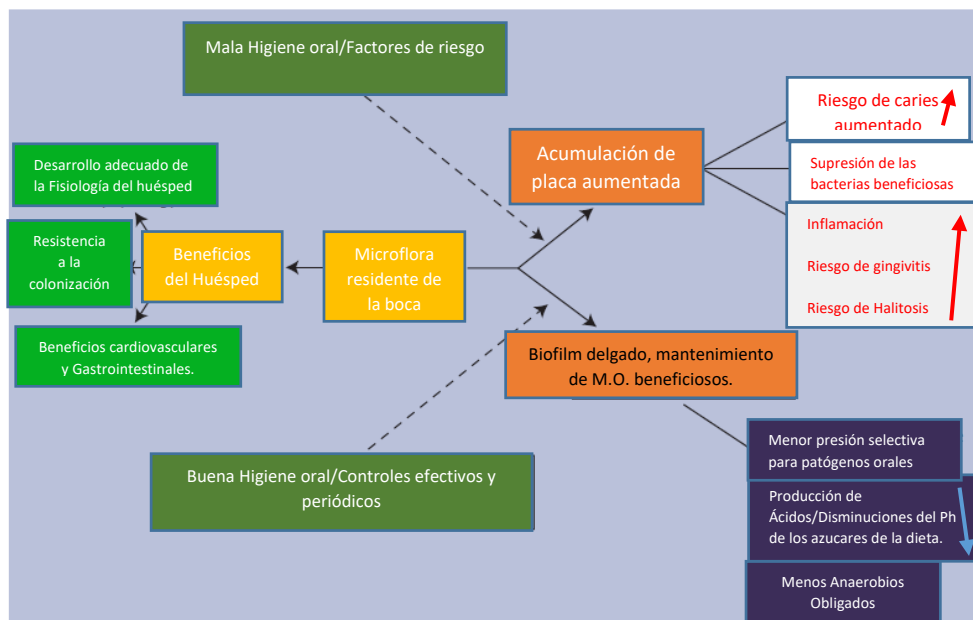 Mala Higiene oral/Factores de riesgo
Riesgo de caries
aumentado
Acumulación de
placa aumentada
Supresión de las
bacterias beneficiosas
Inflamación
Riesgo de gingivitis
Riesgo de Halitosis
Desarrollo adecuado de
la Fisiología del huésped
Resistencia
a la
colonización
Beneficios
del Huésped
Microflora
residente de
la boca
Beneficios cardiovasculares
y Gastrointestinales.
Biofilm delgado, mantenimiento
de M.O. beneficiosos.
Buena Higiene oral/Controles efectivos y
periódicos
Menor presión selectiva
para patógenos orales
Producción de
Ácidos/Disminuciones del Ph
de los azucares de la dieta.
Menos Anaerobios
Obligados